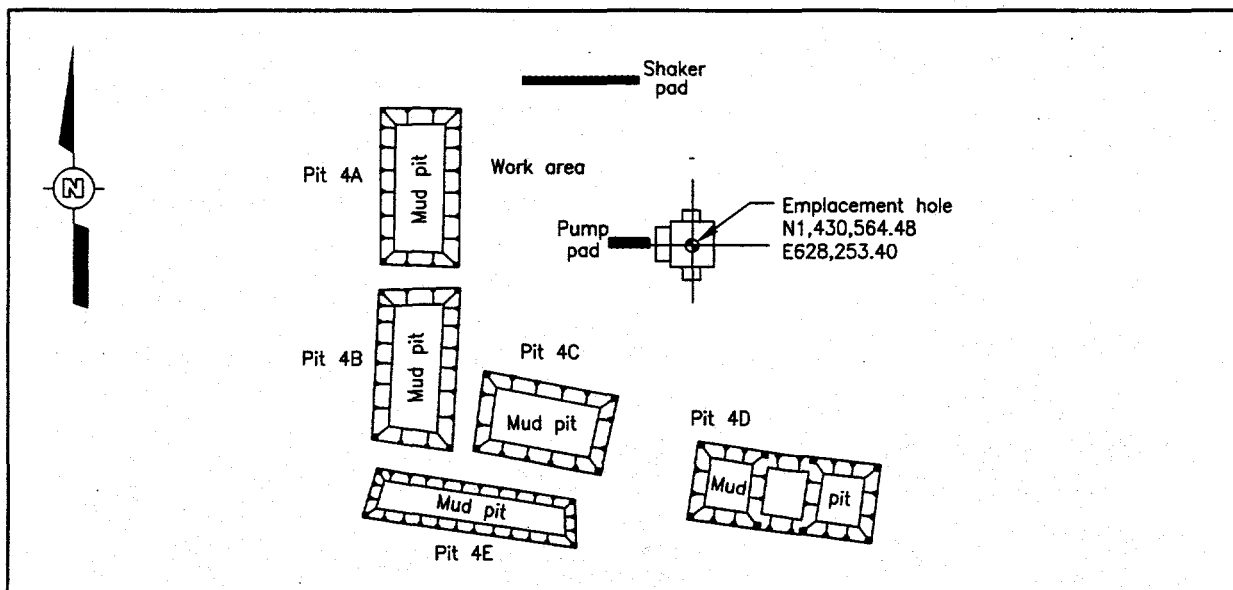 Shaker
pad
Pit 4A
Mud pit
Work area
N
Emplacement hole
N1,430,564.48
E628,253.40
Pump
pad
Pit 4B
Mud pit
Pit 4C
Mud pit
Pit 4D
Mud pit
Mud pit
Pit 4E